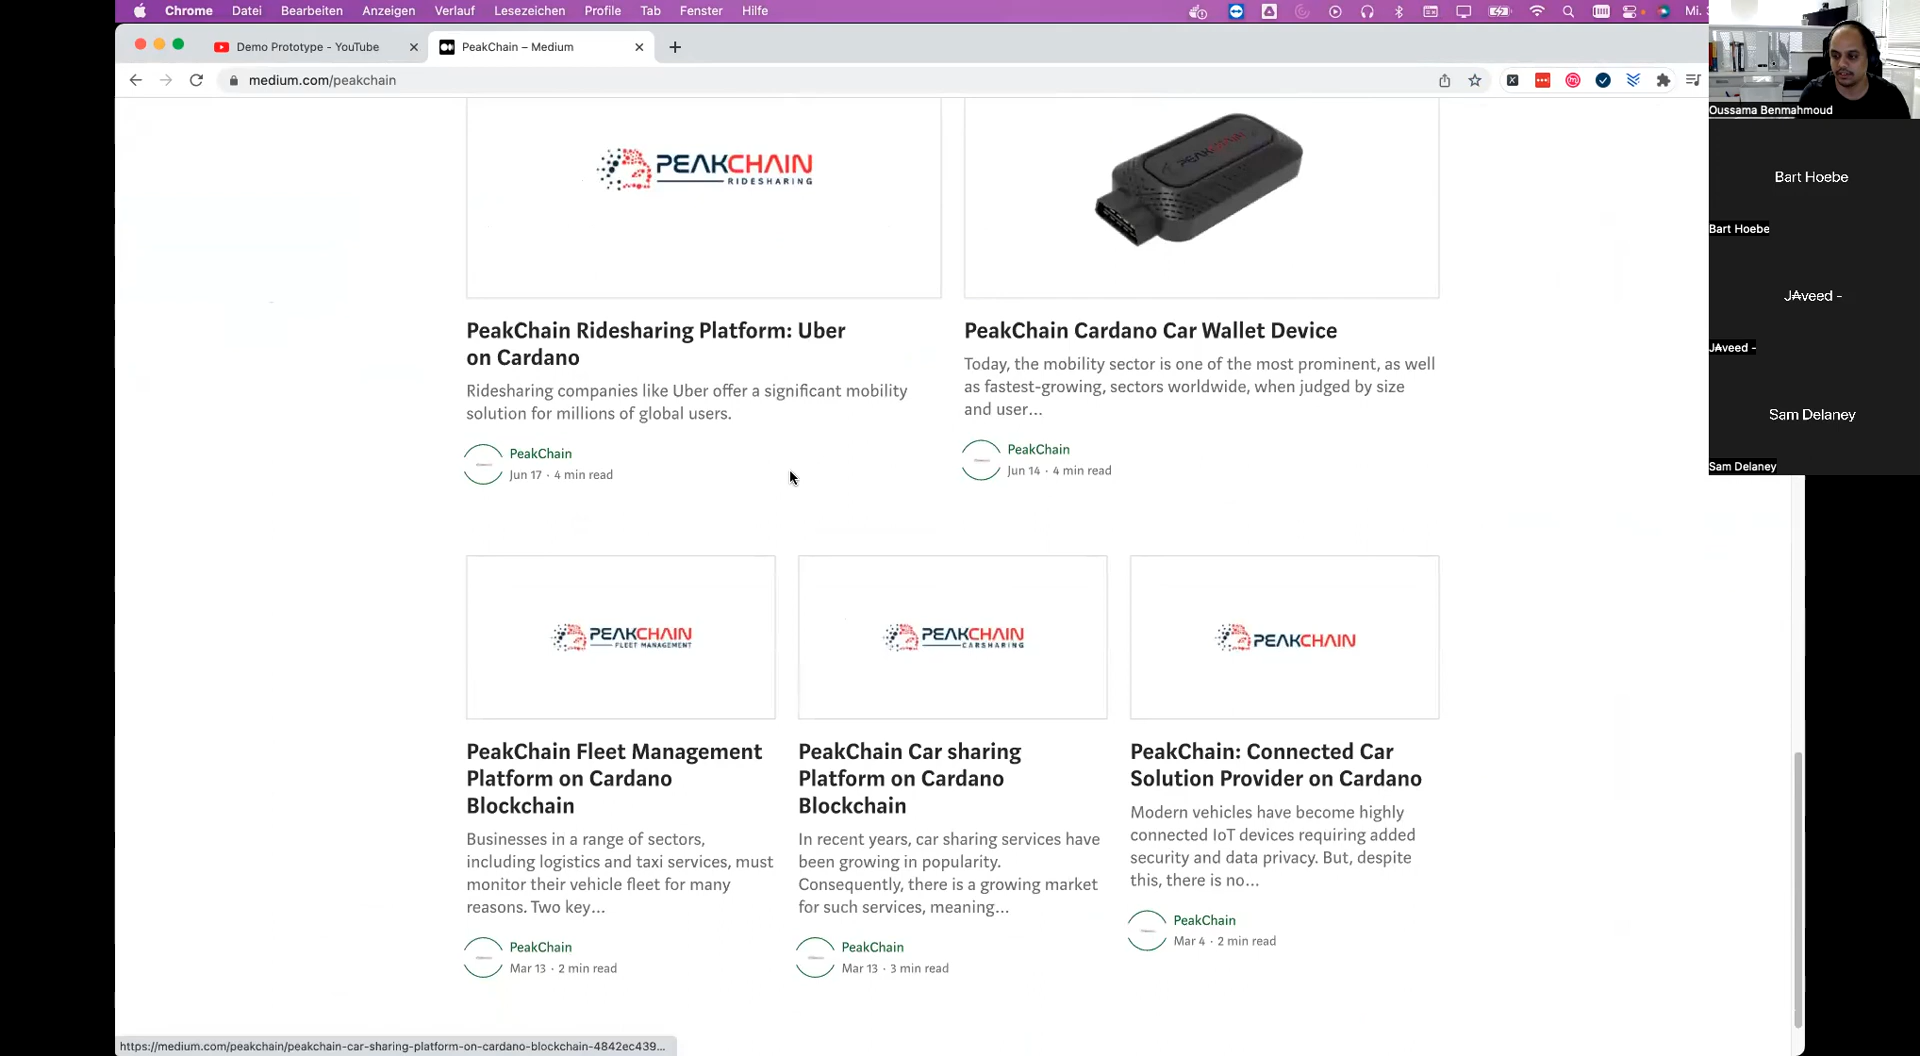 Chrome Datei Bearbeiten Anzeigen Verlauf Lesezeichen Profile Tab Fenster Hilfe Mi.
Demo Prototype - YouTube
PeakChain – Medium
medium.com/peakchain
Oussama Benmahmoud
Bart Hoebe
Bart Hoebe
J₳veed -
J₳veed -
Sam Delaney
Sam Delaney
PEAKCHAIN
RIDESHARING
PEAKCHAIN
PeakChain Ridesharing Platform: Uber
on Cardano
Ridesharing companies like Uber offer a significant mobility
solution for millions of global users.
PeakChain
Jun 17 · 4 min read
PeakChain Cardano Car Wallet Device
Today, the mobility sector is one of the most prominent, as well
as fastest-growing, sectors worldwide, when judged by size
and user...
PeakChain
Jun 14 · 4 min read
PEAKCHAIN
FLEET MANAGEMENT
PeakChain Fleet Management
Platform on Cardano
Blockchain
Businesses in a range of sectors,
including logistics and taxi services, must
monitor their vehicle fleet for many
reasons. Two key...
PeakChain
Mar 13 · 2 min read
PEAKCHAIN
CARSHARING
PeakChain Car sharing
Platform on Cardano
Blockchain
In recent years, car sharing services have
been growing in popularity.
Consequently, there is a growing market
for such services, meaning...
PeakChain
Mar 13 · 3 min read
PEAKCHAIN
PeakChain: Connected Car
Solution Provider on Cardano
Modern vehicles have become highly
connected IoT devices requiring added
security and data privacy. But, despite
this, there is no...
PeakChain
Mar 4 · 2 min read
https://medium.com/peakchain/peakchain-car-sharing-platform-on-cardano-blockchain-4842ec439...